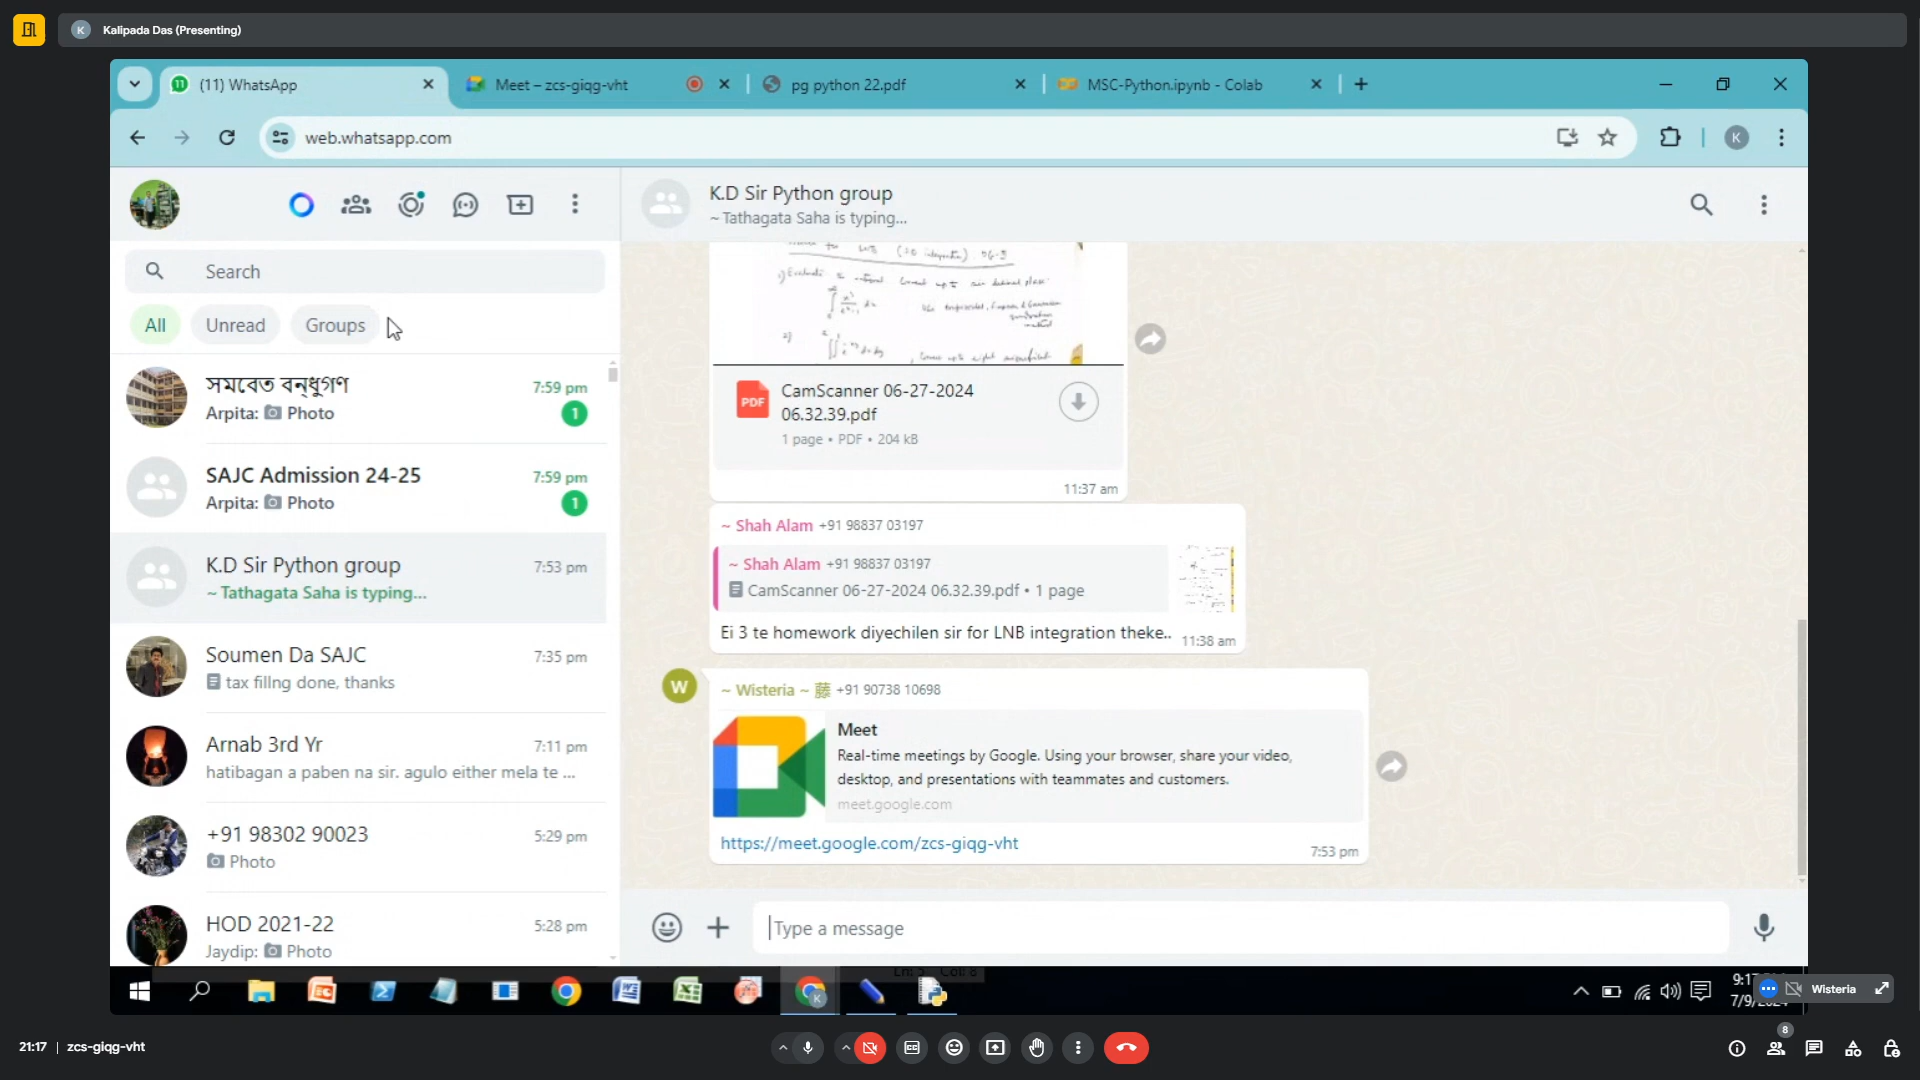 K Kalipada Das (Presenting)
11 (11) WhatsApp
Meet – zcs-giqg-vht
pg python 22.pdf
MSC-Python.ipynb - Colab
web.whatsapp.com
K
K.D Sir Python group
~ Tathagata Saha is typing...
Search
All
Unread
Groups
সমবেত বন্ধুগণ
7:59 pm
Arpita: Photo
1
SAJC Admission 24-25
7:59 pm
Arpita: Photo
1
K.D Sir Python group
7:53 pm
~ Tathagata Saha is typing...
Soumen Da SAJC
7:35 pm
tax fillng done, thanks
Arnab 3rd Yr
7:11 pm
hatibagan a paben na sir. agulo either mela te ...
+91 98302 90023
5:29 pm
Photo
HOD 2021-22
5:28 pm
Jaydip: Photo
PDF
CamScanner 06-27-2024
06.32.39.pdf
1 page • PDF • 204 kB
11:37 am
~ Shah Alam +91 98837 03197
~ Shah Alam +91 98837 03197
CamScanner 06-27-2024 06.32.39.pdf • 1 page
Ei 3 te homework diyechilen sir for LNB integration theke..
11:38 am
W
~ Wisteria ~ 藤 +91 90738 10698
Meet
Real-time meetings by Google. Using your browser, share your video,
desktop, and presentations with teammates and customers.
meet.google.com
https://meet.google.com/zcs-giqg-vht
7:53 pm
Type a message
Wisteria
21:17 | zcs-giqg-vht
8